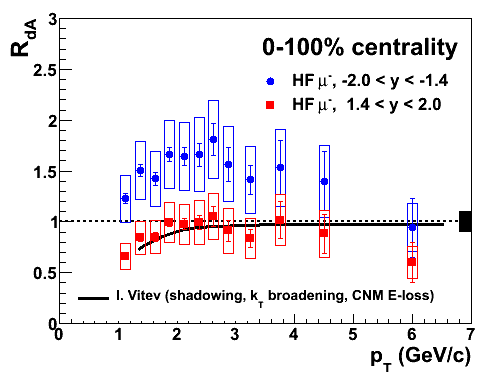 R_dA
3
2.5
2
1.5
1
0.5
0
0-100% centrality
HF μ⁻, -2.0 < y < -1.4
HF μ⁻, 1.4 < y < 2.0
I. Vitev (shadowing, k_T broadening, CNM E-loss)
0 1 2 3 4 5 6 7
p_T (GeV/c)